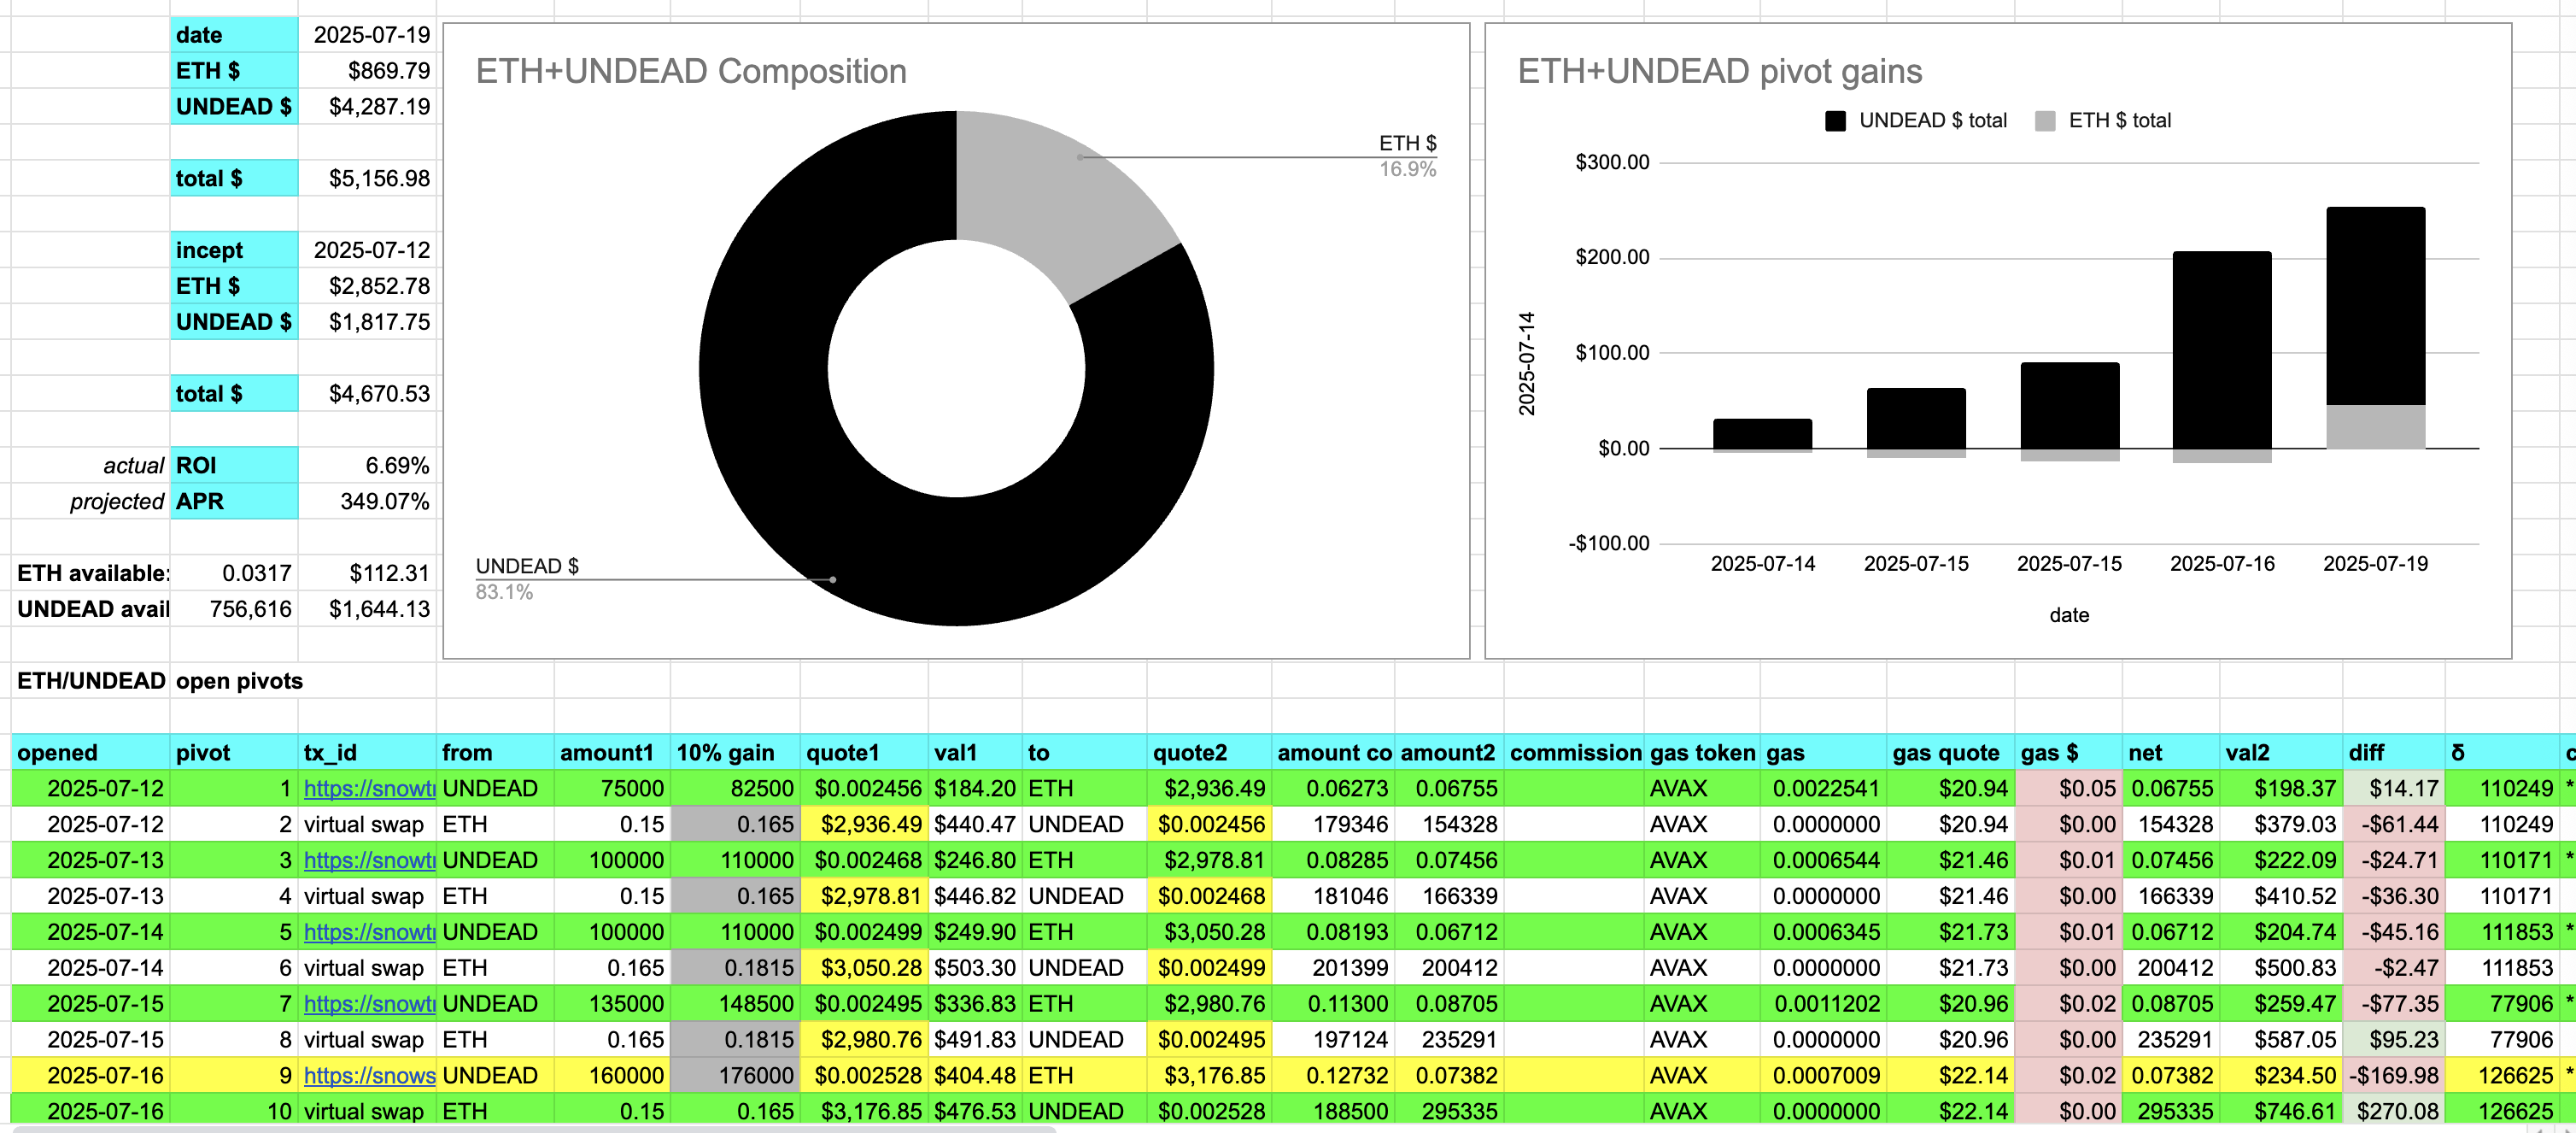 date 2025-07-19
ETH $ $869.79
UNDEAD $ $4,287.19
total $ $5,156.98
incept 2025-07-12
ETH $ $2,852.78
UNDEAD $ $1,817.75
total $ $4,670.53
actual ROI 6.69%
projected APR 349.07%
ETH available: 0.0317 $112.31
UNDEAD avail 756,616 $1,644.13
ETH+UNDEAD Composition
ETH $
16.9%
UNDEAD $
83.1%
ETH+UNDEAD pivot gains
UNDEAD $ total ETH $ total
$300.00
$200.00
$100.00
$0.00
-$100.00
2025-07-14
2025-07-14 2025-07-15 2025-07-15 2025-07-16 2025-07-19
date
ETH/UNDEAD open pivots
opened pivot tx_id from amount1 10% gain quote1 val1 to quote2 amount co amount2 commission gas token gas gas quote gas $ net val2 diff δ c
2025-07-12 1 https://snowtr UNDEAD 75000 82500 $0.002456 $184.20 ETH $2,936.49 0.06273 0.06755 AVAX 0.0022541 $20.94 $0.05 0.06755 $198.37 $14.17 110249 *
2025-07-12 2 virtual swap ETH 0.15 0.165 $2,936.49 $440.47 UNDEAD $0.002456 179346 154328 AVAX 0.0000000 $20.94 $0.00 154328 $379.03 -$61.44 110249
2025-07-13 3 https://snowtr UNDEAD 100000 110000 $0.002468 $246.80 ETH $2,978.81 0.08285 0.07456 AVAX 0.0006544 $21.46 $0.01 0.07456 $222.09 -$24.71 110171 *
2025-07-13 4 virtual swap ETH 0.15 0.165 $2,978.81 $446.82 UNDEAD $0.002468 181046 166339 AVAX 0.0000000 $21.46 $0.00 166339 $410.52 -$36.30 110171
2025-07-14 5 https://snowtr UNDEAD 100000 110000 $0.002499 $249.90 ETH $3,050.28 0.08193 0.06712 AVAX 0.0006345 $21.73 $0.01 0.06712 $204.74 -$45.16 111853 *
2025-07-14 6 virtual swap ETH 0.165 0.1815 $3,050.28 $503.30 UNDEAD $0.002499 201399 200412 AVAX 0.0000000 $21.73 $0.00 200412 $500.83 -$2.47 111853
2025-07-15 7 https://snowtr UNDEAD 135000 148500 $0.002495 $336.83 ETH $2,980.76 0.11300 0.08705 AVAX 0.0011202 $20.96 $0.02 0.08705 $259.47 -$77.35 77906 *
2025-07-15 8 virtual swap ETH 0.165 0.1815 $2,980.76 $491.83 UNDEAD $0.002495 197124 235291 AVAX 0.0000000 $20.96 $0.00 235291 $587.05 $95.23 77906
2025-07-16 9 https://snows UNDEAD 160000 176000 $0.002528 $404.48 ETH $3,176.85 0.12732 0.07382 AVAX 0.0007009 $22.14 $0.02 0.07382 $234.50 -$169.98 126625 *
2025-07-16 10 virtual swap ETH 0.15 0.165 $3,176.85 $476.53 UNDEAD $0.002528 188500 295335 AVAX 0.0000000 $22.14 $0.00 295335 $746.61 $270.08 126625